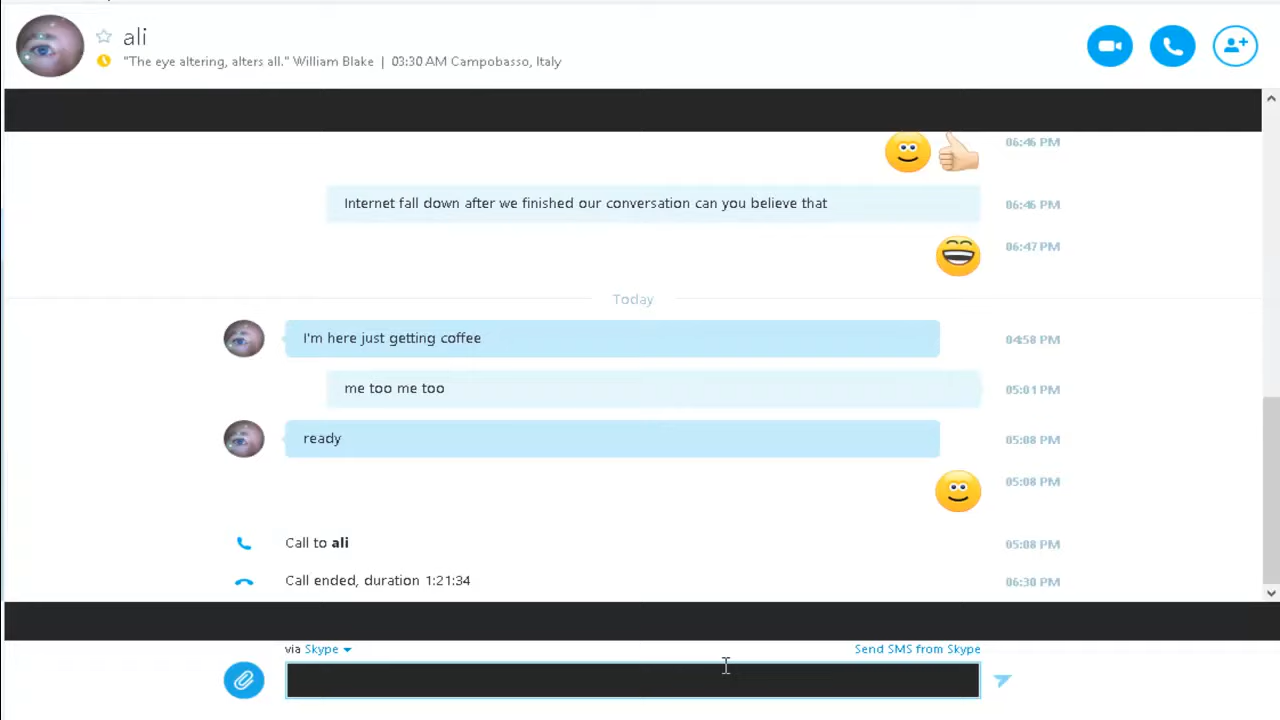 ali
"The eye altering, alters all." William Blake | 03:30 AM Campobasso, Italy
06:46 PM
Internet fall down after we finished our conversation can you believe that 06:46 PM
06:47 PM
Today
I'm here just getting coffee 04:58 PM
me too me too 05:01 PM
ready 05:08 PM
05:08 PM
Call to ali 05:08 PM
Call ended, duration 1:21:34 06:30 PM
via Skype Send SMS from Skype